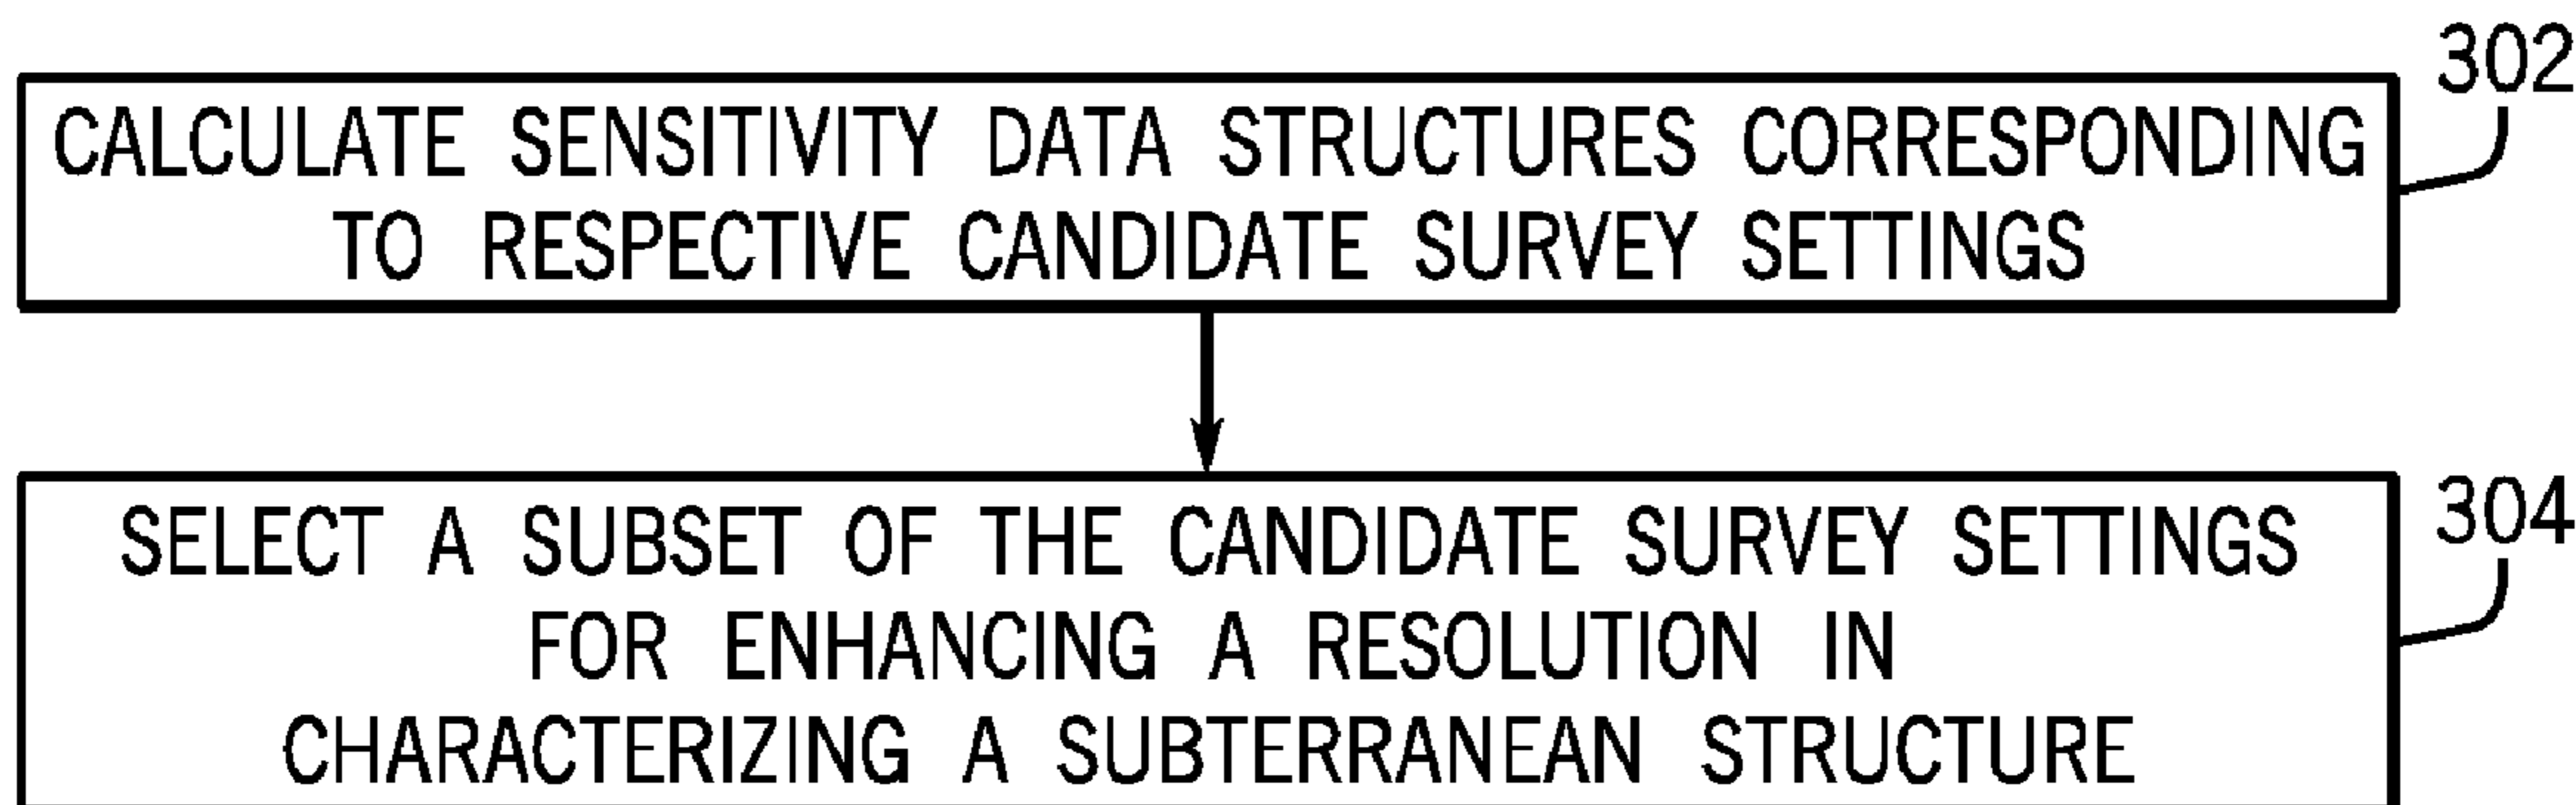 302
CALCULATE SENSITIVITY DATA STRUCTURES CORRESPONDING
TO RESPECTIVE CANDIDATE SURVEY SETTINGS
304
SELECT A SUBSET OF THE CANDIDATE SURVEY SETTINGS
FOR ENHANCING A RESOLUTION IN
CHARACTERIZING A SUBTERRANEAN STRUCTURE